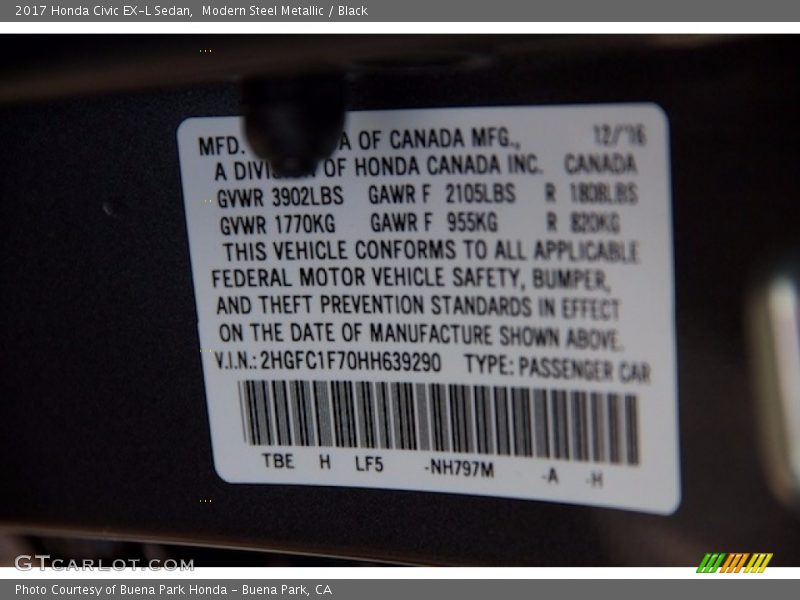 2017 Honda Civic EX-L Sedan, Modern Steel Metallic / Black
MFD. A OF CANADA MFG., 12/'16
A DIVI OF HONDA CANADA INC. CANADA
GVWR 3902LBS GAWR F 2105LBS R 1808LBS
GVWR 1770KG GAWR F 955KG R 820KG
THIS VEHICLE CONFORMS TO ALL APPLICABLE
FEDERAL MOTOR VEHICLE SAFETY, BUMPER,
AND THEFT PREVENTION STANDARDS IN EFFECT
ON THE DATE OF MANUFACTURE SHOWN ABOVE.
V.I.N.: 2HGFC1F70HH639290 TYPE: PASSENGER CAR
TBE H LF5 -NH797M -A -H
GTCARLOT.COM
Photo Courtesy of Buena Park Honda - Buena Park, CA